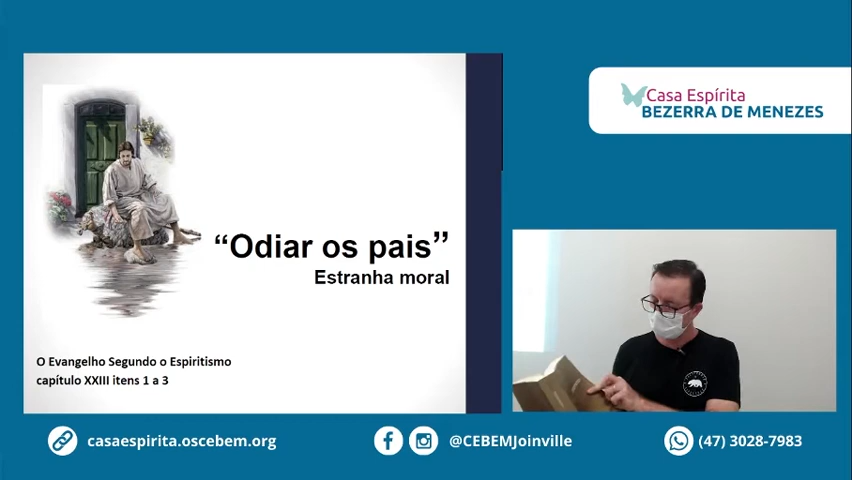 Casa Espírita
BEZERRA DE MENEZES
“Odiar os pais”
Estranha moral
O Evangelho Segundo o Espiritismo
capítulo XXIII itens 1 a 3
casaespirita.oscebem.org
@CEBEMJoinville
(47) 3028-7983